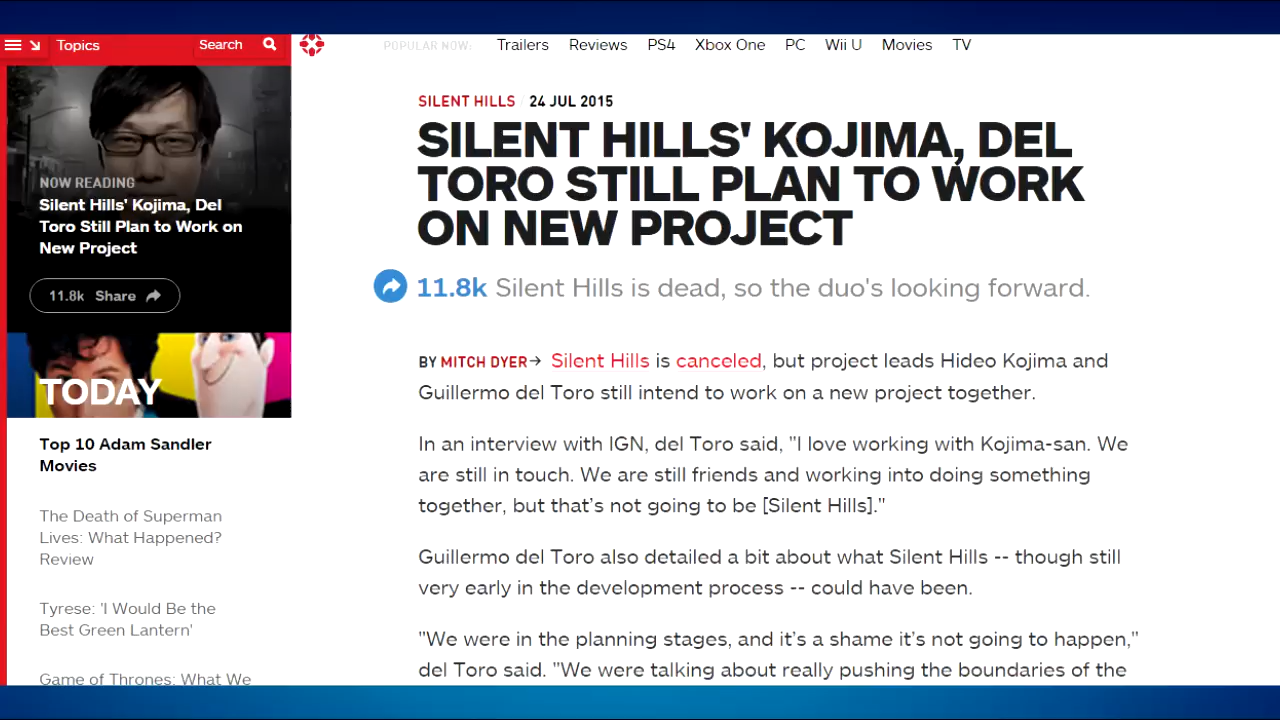 Topics
Search
POPULAR NOW:
Trailers
Reviews
PS4
Xbox One
PC
Wii U
Movies
TV
NOW READING
Silent Hills' Kojima, Del
Toro Still Plan to Work on
New Project
11.8k Share
TODAY
Top 10 Adam Sandler
Movies
The Death of Superman
Lives: What Happened?
Review
Tyrese: 'I Would Be the
Best Green Lantern'
Game of Thrones: What We
SILENT HILLS / 24 JUL 2015
SILENT HILLS' KOJIMA, DEL
TORO STILL PLAN TO WORK
ON NEW PROJECT
11.8k Silent Hills is dead, so the duo's looking forward.
BY MITCH DYER→ Silent Hills is canceled, but project leads Hideo Kojima and
Guillermo del Toro still intend to work on a new project together.
In an interview with IGN, del Toro said, "I love working with Kojima-san. We
are still in touch. We are still friends and working into doing something
together, but that's not going to be [Silent Hills]."
Guillermo del Toro also detailed a bit about what Silent Hills -- though still
very early in the development process -- could have been.
"We were in the planning stages, and it's a shame it's not going to happen,"
del Toro said. "We were talking about really pushing the boundaries of the